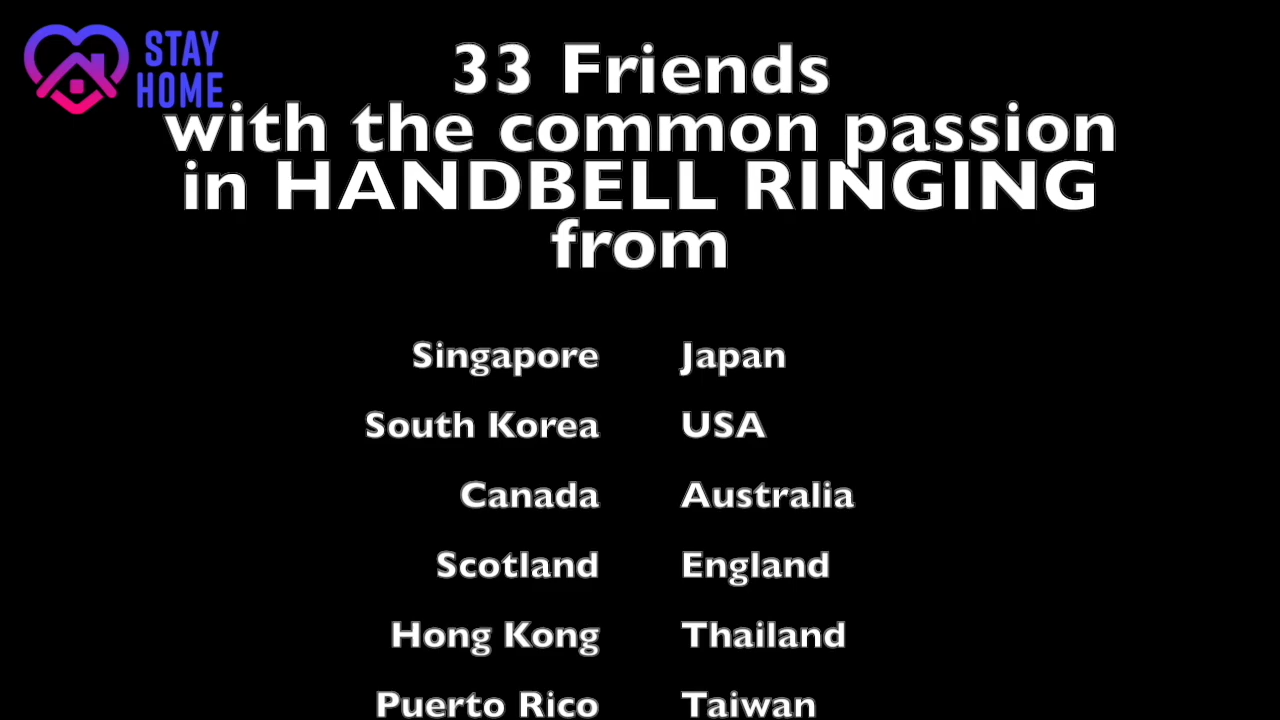 STAY
HOME
33 Friends
with the common passion
in HANDBELL RINGING
from
Singapore Japan
South Korea USA
Canada Australia
Scotland England
Hong Kong Thailand
Puerto Rico Taiwan